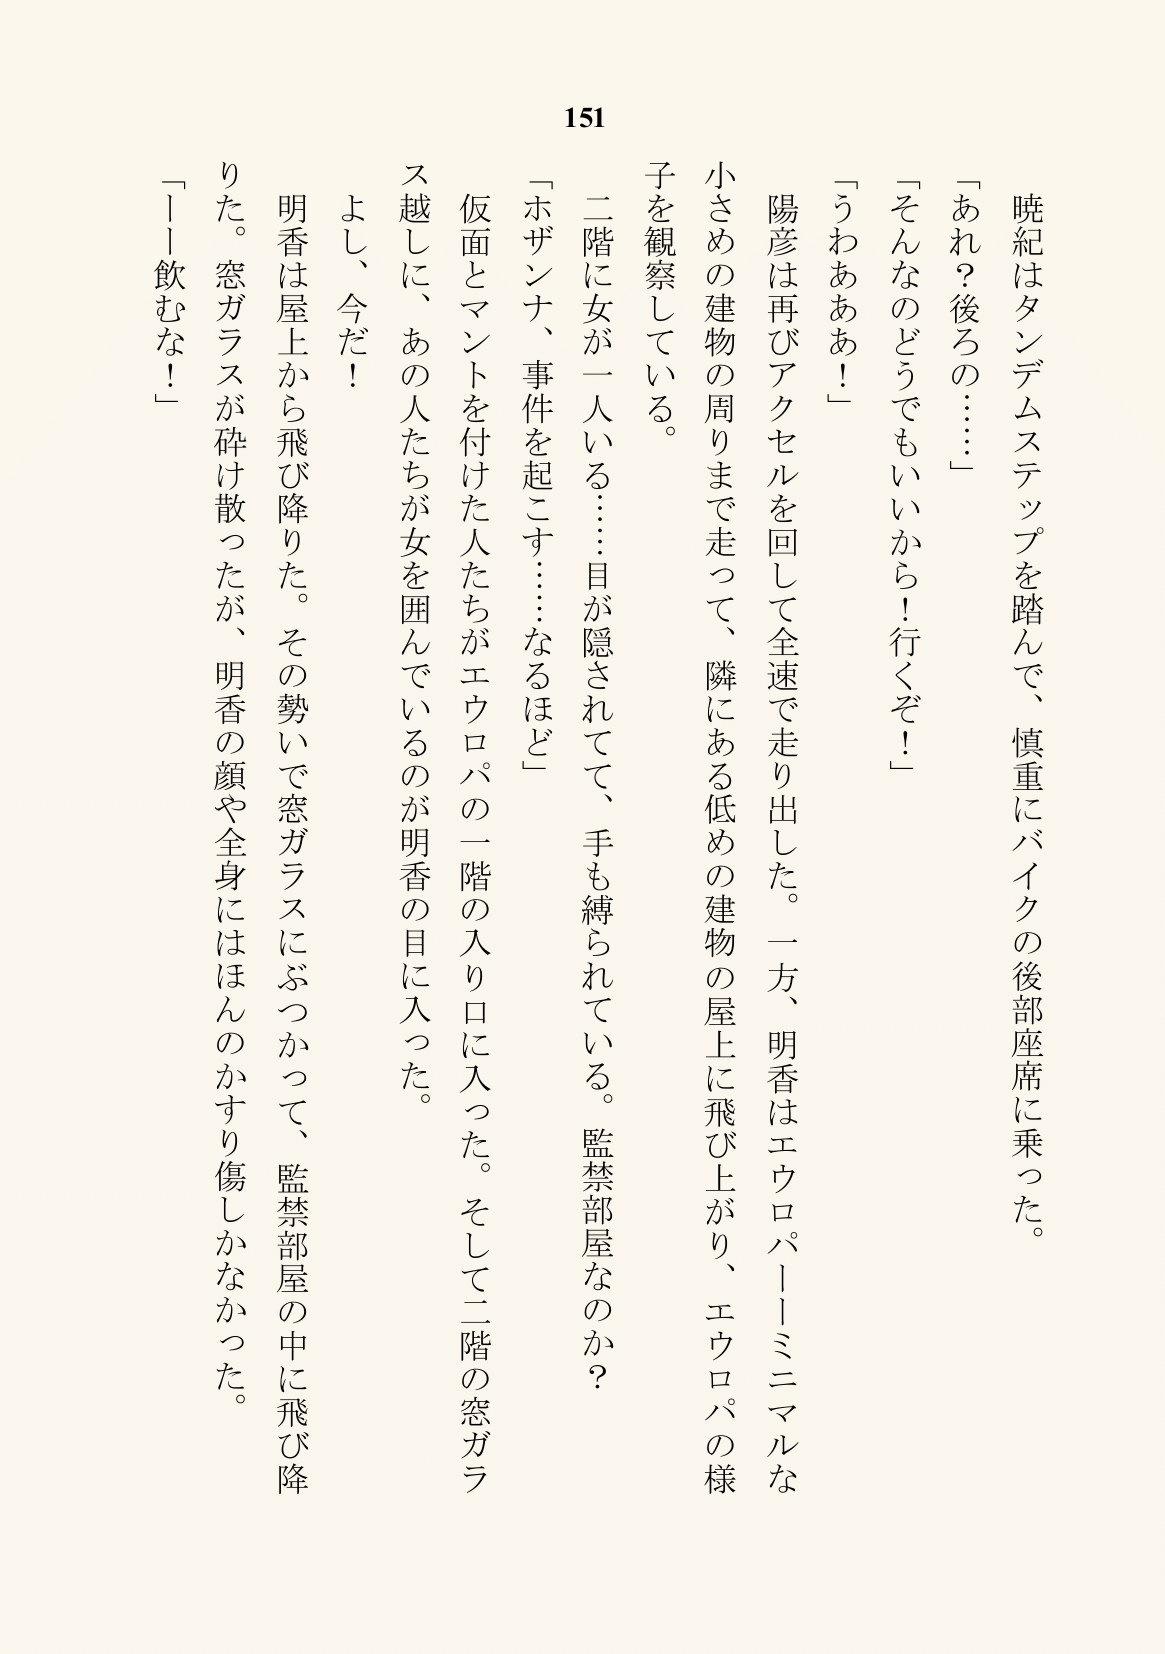 151
　暁紀はタンデムステップを踏んで、慎重にバイクの後部座席に乗った。
「あれ？後ろの……」
「そんなのどうでもいいから！行くぞ！」
「うわあああ！」
　陽彦は再びアクセルを回して全速で走り出した。一方、明香はエウロパーーミニマルな
小さめの建物の周りまで走って、隣にある低めの建物の屋上に飛び上がり、エウロパの様
子を観察している。
　二階に女が一人いる……目が隠されてて、手も縛られている。監禁部屋なのか？
「ホザンナ、事件を起こす……なるほど」
　仮面とマントを付けた人たちがエウロパの一階の入り口に入った。そして二階の窓ガラ
ス越しに、あの人たちが女を囲んでいるのが明香の目に入った。
　よし、今だ！
　明香は屋上から飛び降りた。その勢いで窓ガラスにぶつかって、監禁部屋の中に飛び降
りた。窓ガラスが砕け散ったが、明香の顔や全身にはほんのかすり傷しかなかった。
「ーー飲むな！」